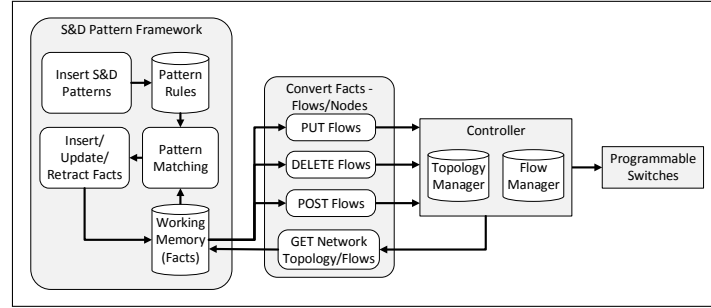 S&D Pattern Framework
Insert S&D
Patterns
Pattern
Rules
Insert/
Update/
Retract Facts
Pattern
Matching
Working
Memory
(Facts)
Convert Facts -
Flows/Nodes
PUT Flows
DELETE Flows
POST Flows
GET Network
Topology/Flows
Controller
Topology
Manager
Flow
Manager
Programmable
Switches